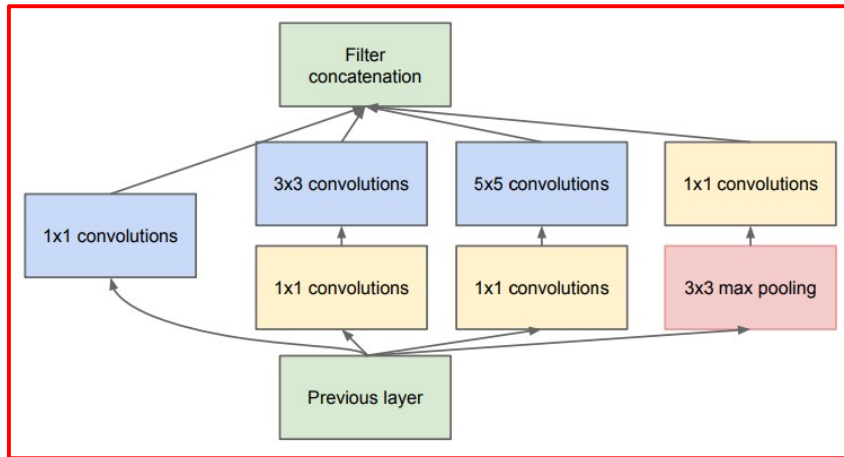 Filter
concatenation
3x3 convolutions
5x5 convolutions
1x1 convolutions
1x1 convolutions
1x1 convolutions
1x1 convolutions
3x3 max pooling
Previous layer